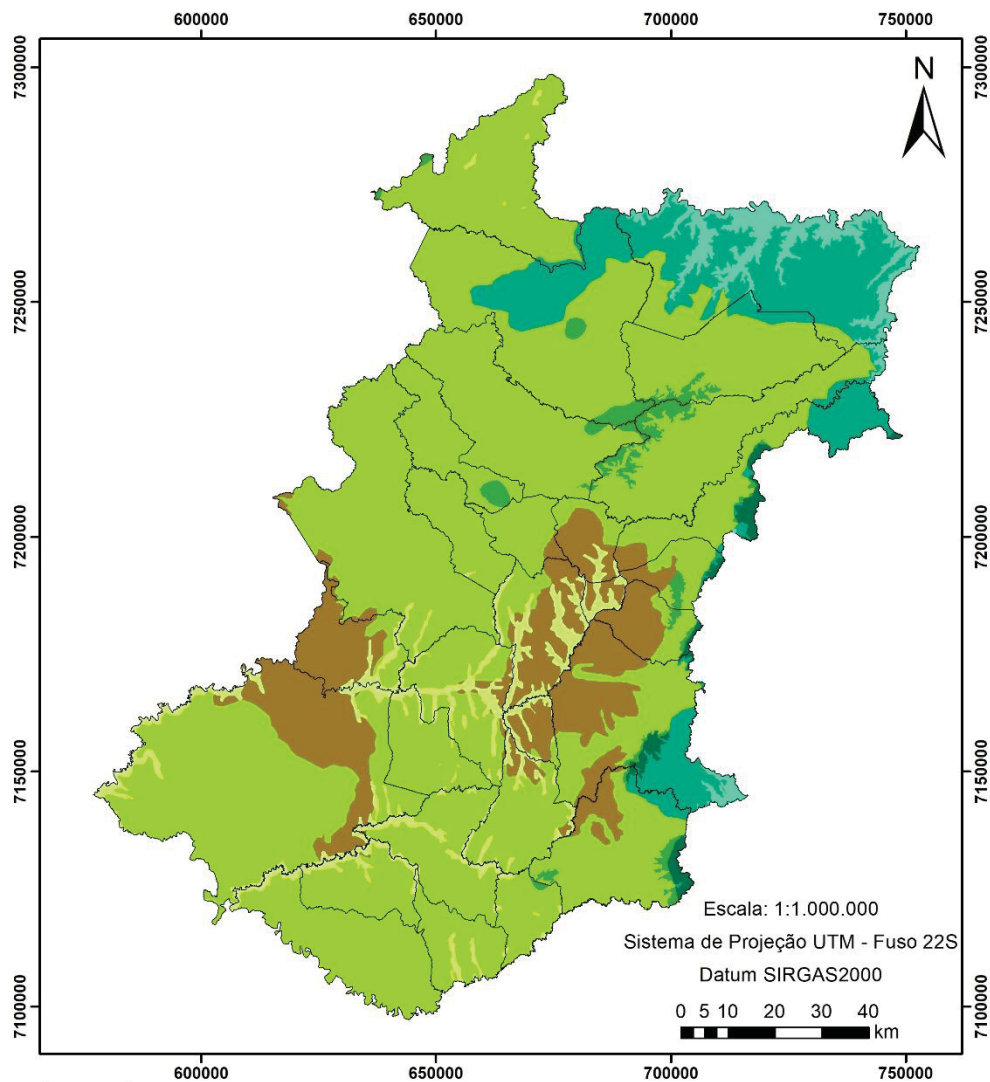 600000 650000 700000 750000
N
7300000 7300000
7250000 7250000
7200000 7200000
7150000 7150000
7100000 7100000
Escala: 1:1.000.000
Sistema de Projeção UTM - Fuso 22S
Datum SIRGAS2000
0 5 10 20 30 40
km
600000 650000 700000 750000